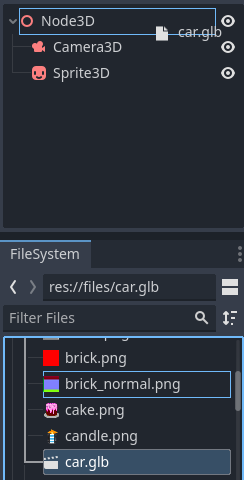 Node3D
car.glb
Camera3D
Sprite3D
FileSystem
res://files/car.glb
Filter Files
brick.png
brick_normal.png
cake.png
candle.png
car.glb